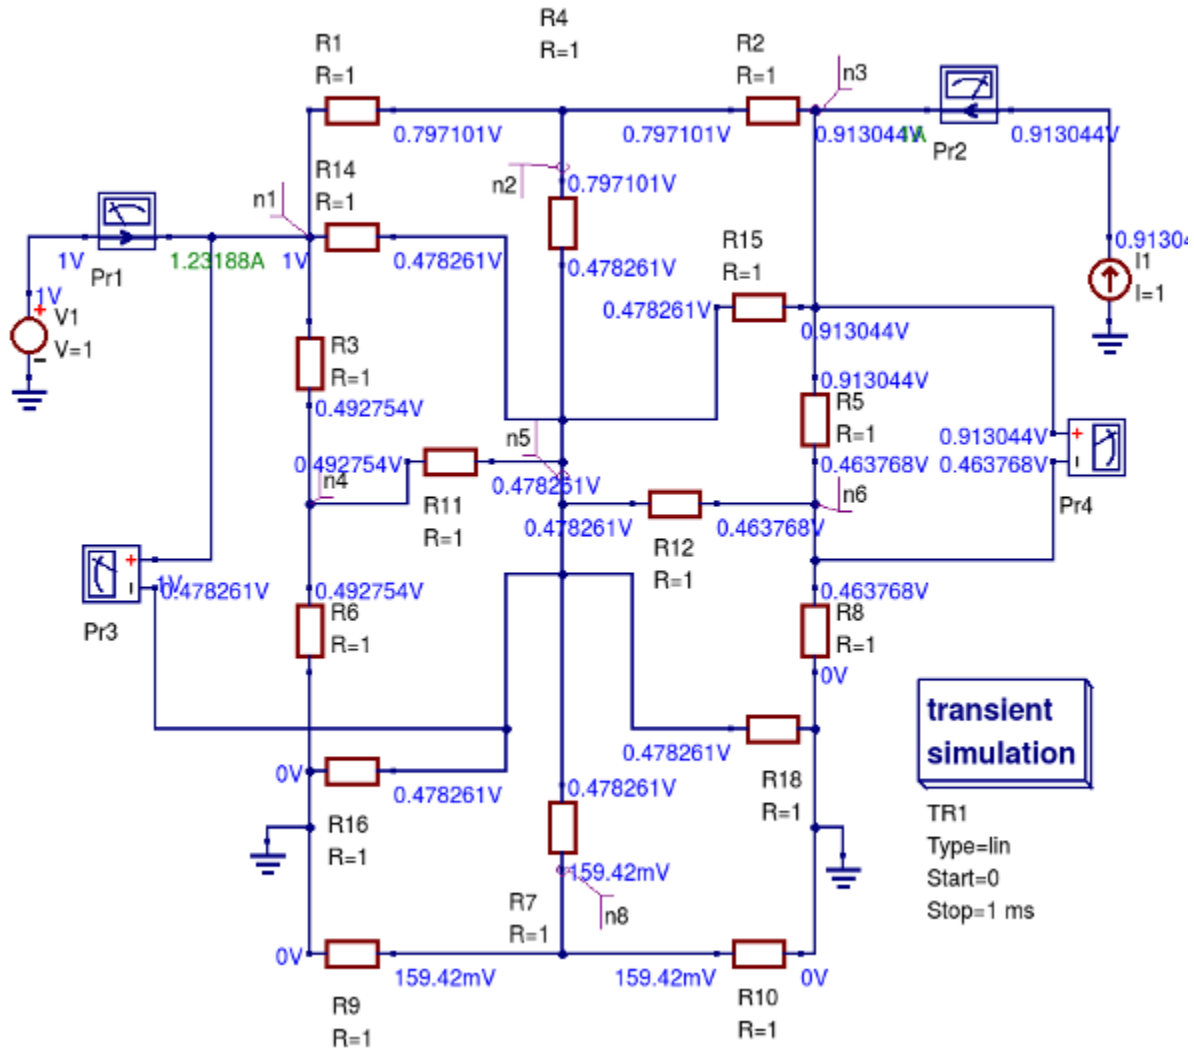 R4
R=1
R1
R=1
R2
R=1
n3
0.797101V
0.797101V
0.913044V
0.913044V
Pr2
R14
R=1
n2
0.797101V
n1
Pr1
1V
1.23188A
1V
0.478261V
0.478261V
R15
R=1
I1
I=1
1V
V1
V=1
0.478261V
0.913044V
R3
R=1
0.913044V
R5
R=1
0.492754V
n5
0.913044V
0.492754V
0.463768V
0.463768V
n4
0.478261V
n6
R11
R=1
Pr4
0.478261V
0.463768V
R12
R=1
1V
0.478261V
0.492754V
0.463768V
Pr3
R6
R=1
R8
R=1
0V
transient
simulation
0.478261V
0V
0.478261V
0.478261V
R18
R=1
R16
R=1
TR1
Type=lin
Start=0
Stop=1 ms
159.42mV
R7
R=1
n8
0V
159.42mV
159.42mV
0V
R9
R=1
R10
R=1